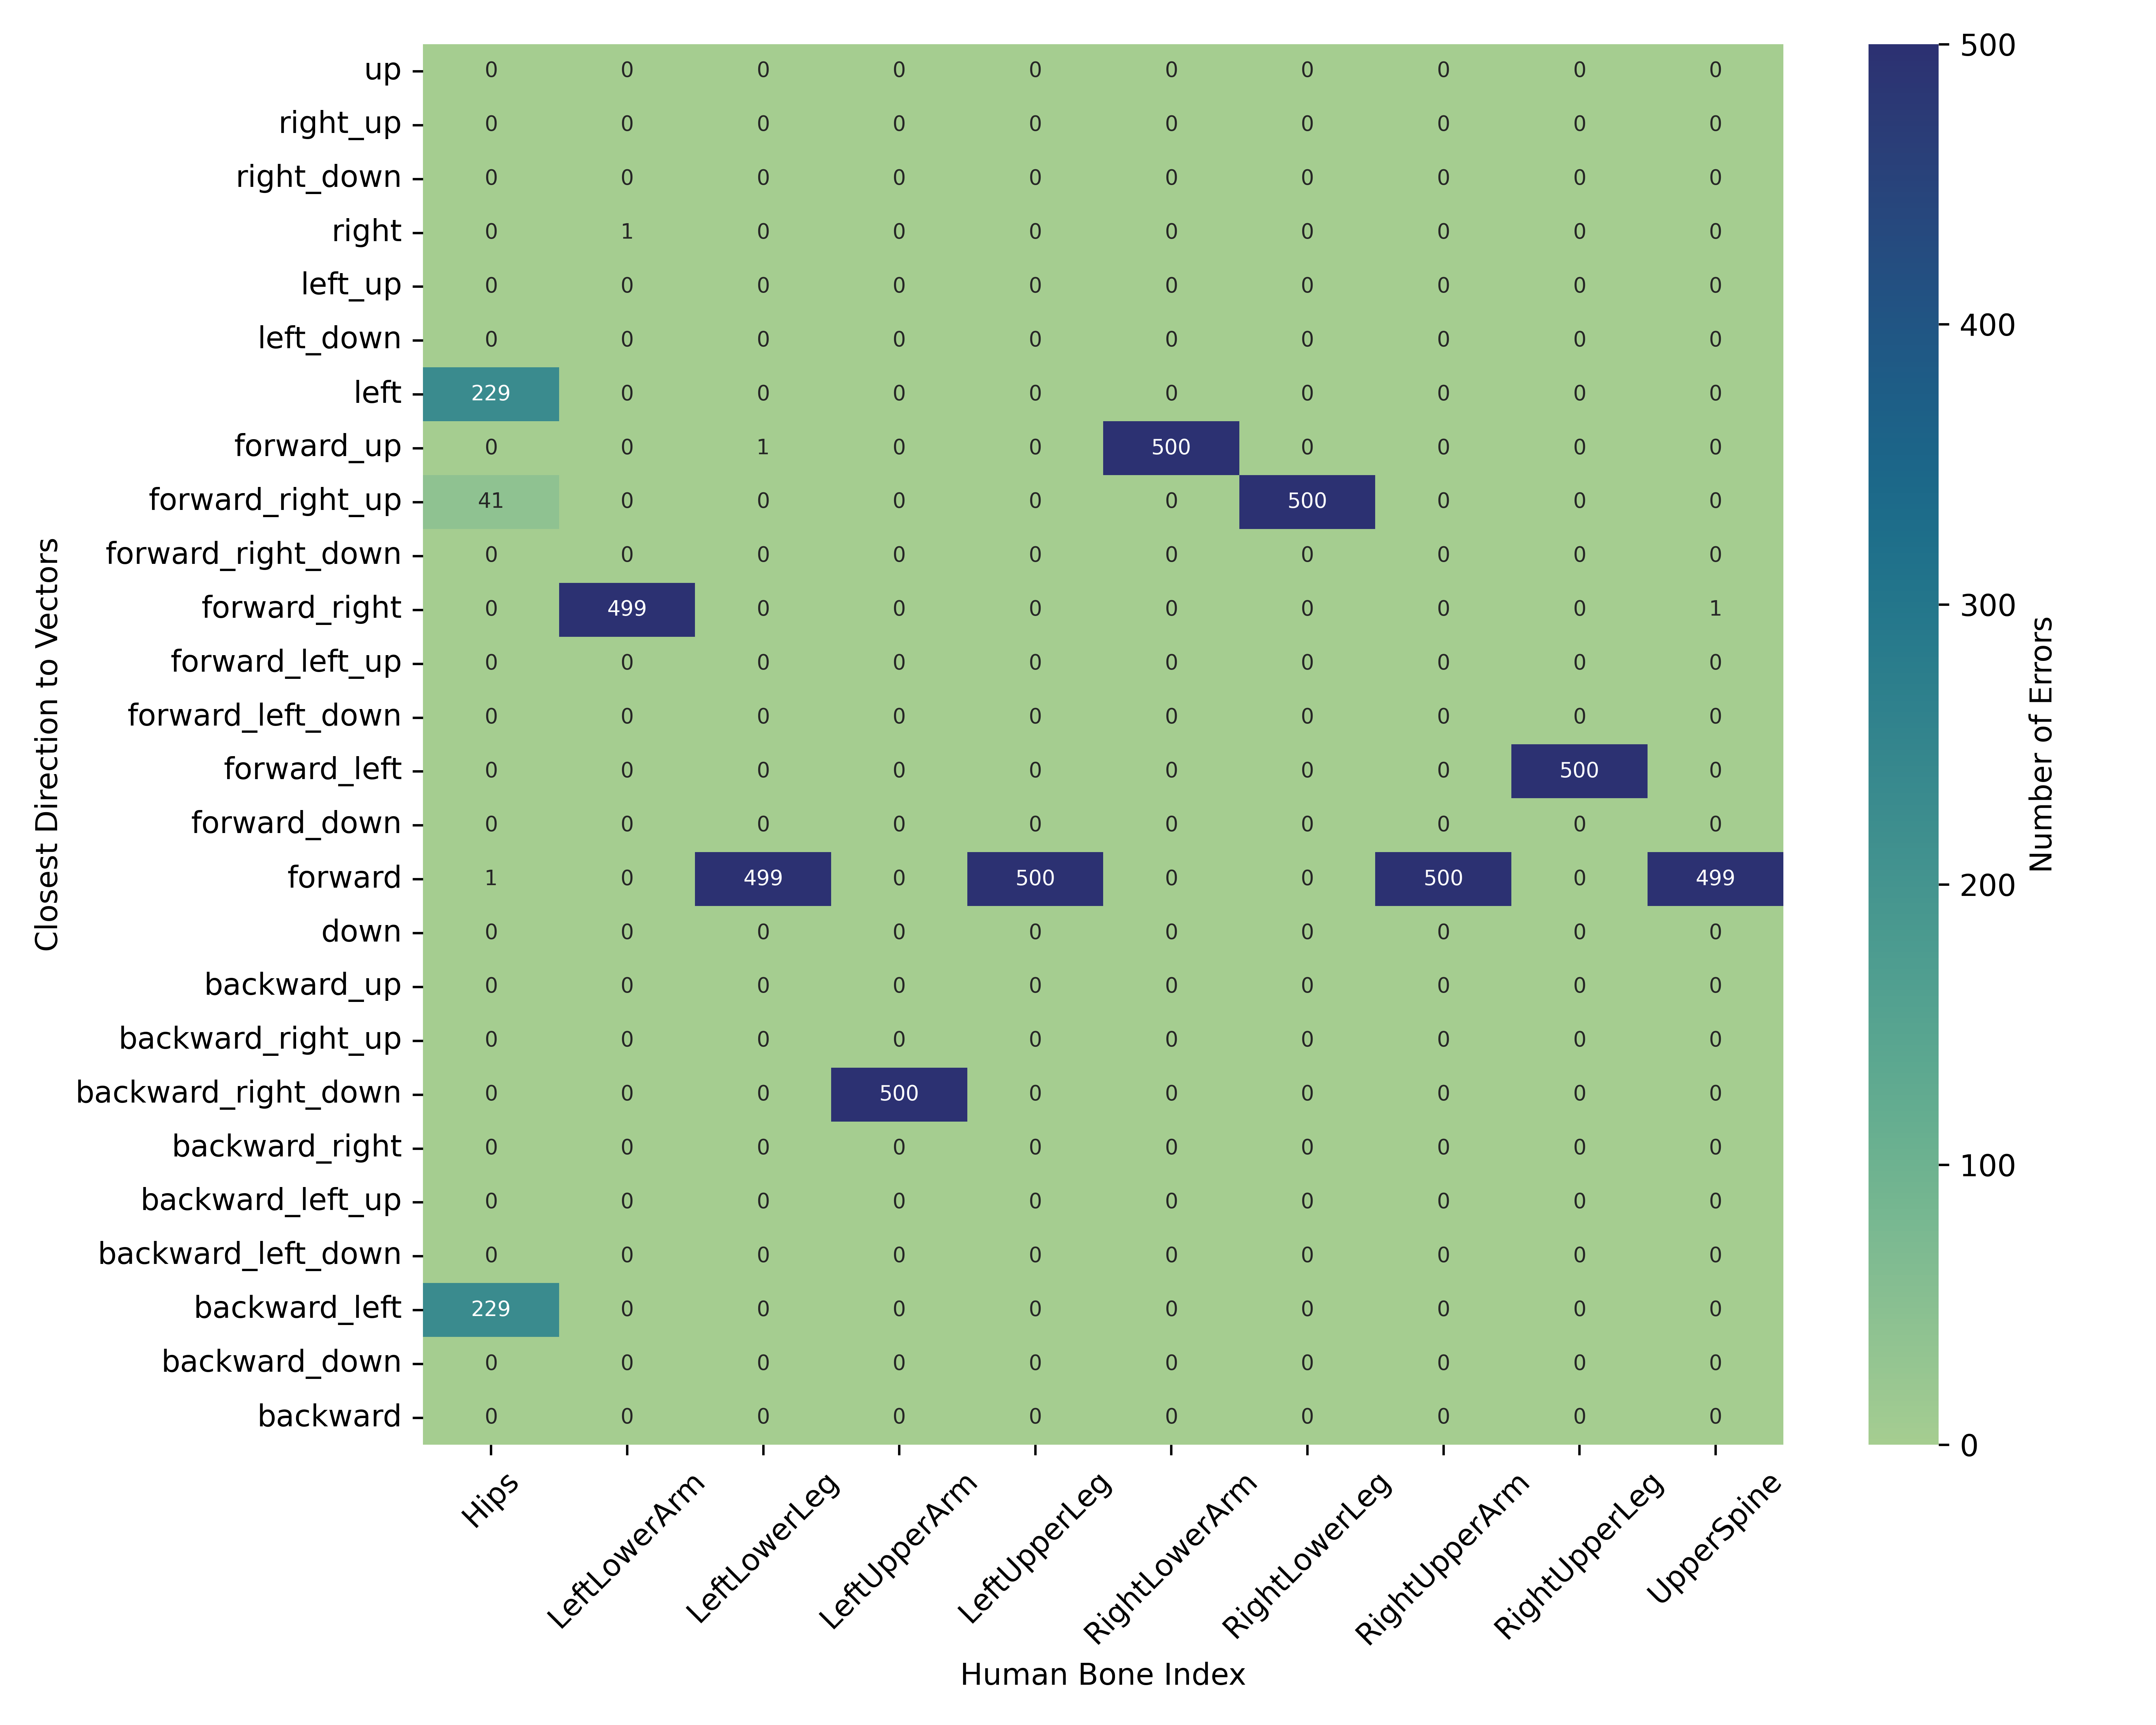 up 0 0 0 0 0 0 0 0 0 0
right_up 0 0 0 0 0 0 0 0 0 0
right_down 0 0 0 0 0 0 0 0 0 0
right 0 1 0 0 0 0 0 0 0 0
left_up 0 0 0 0 0 0 0 0 0 0
left_down 0 0 0 0 0 0 0 0 0 0
left 229 0 0 0 0 0 0 0 0 0
forward_up 0 0 1 0 0 500 0 0 0 0
forward_right_up 41 0 0 0 0 0 500 0 0 0
forward_right_down 0 0 0 0 0 0 0 0 0 0
forward_right 0 499 0 0 0 0 0 0 0 1
forward_left_up 0 0 0 0 0 0 0 0 0 0
forward_left_down 0 0 0 0 0 0 0 0 0 0
forward_left 0 0 0 0 0 0 0 0 500 0
forward_down 0 0 0 0 0 0 0 0 0 0
forward 1 0 499 0 500 0 0 500 0 499
down 0 0 0 0 0 0 0 0 0 0
backward_up 0 0 0 0 0 0 0 0 0 0
backward_right_up 0 0 0 0 0 0 0 0 0 0
backward_right_down 0 0 0 500 0 0 0 0 0 0
backward_right 0 0 0 0 0 0 0 0 0 0
backward_left_up 0 0 0 0 0 0 0 0 0 0
backward_left_down 0 0 0 0 0 0 0 0 0 0
backward_left 229 0 0 0 0 0 0 0 0 0
backward_down 0 0 0 0 0 0 0 0 0 0
backward 0 0 0 0 0 0 0 0 0 0
Closest Direction to Vectors
Hips LeftLowerArm LeftLowerLeg LeftUpperArm LeftUpperLeg RightLowerArm RightLowerLeg RightUpperArm RightUpperLeg UpperSpine
Human Bone Index
500
400
300
200
100
0
Number of Errors